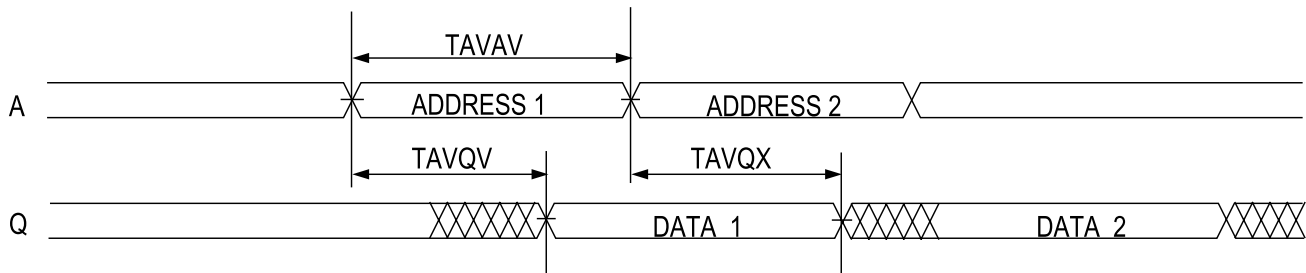 TAVAV
A ADDRESS 1 ADDRESS 2
TAVQV TAVQX
Q DATA 1 DATA 2